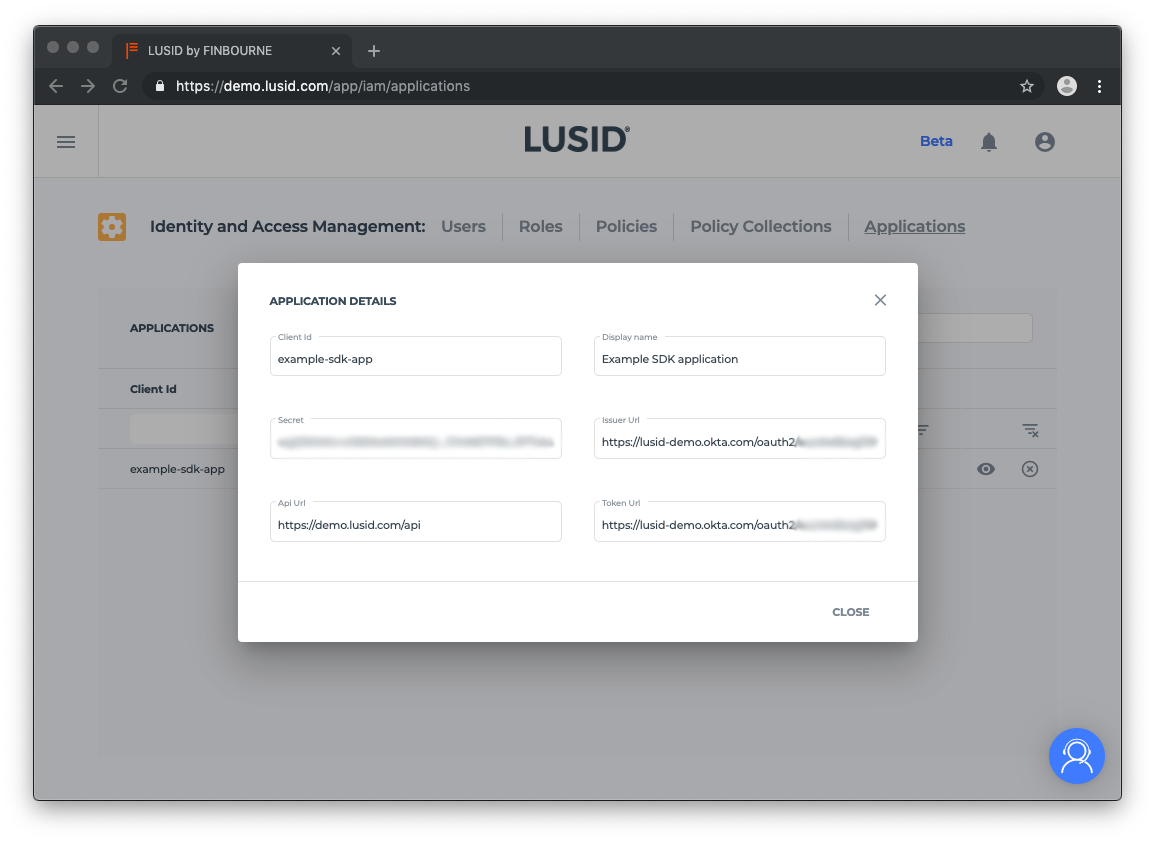 LUSID by FINBOURNE
https://demo.lusid.com/app/iam/applications
LUSID®
Beta
Identity and Access Management: Users Roles Policies Policy Collections Applications
APPLICATION DETAILS
APPLICATIONS
Client Id
Display name
example-sdk-app
Example SDK application
Client Id
Secret
Issuer Url
https://lusid-demo.okta.com/oauth2/
example-sdk-app
Api Url
Token Url
https://demo.lusid.com/api
https://lusid-demo.okta.com/oauth2/
CLOSE